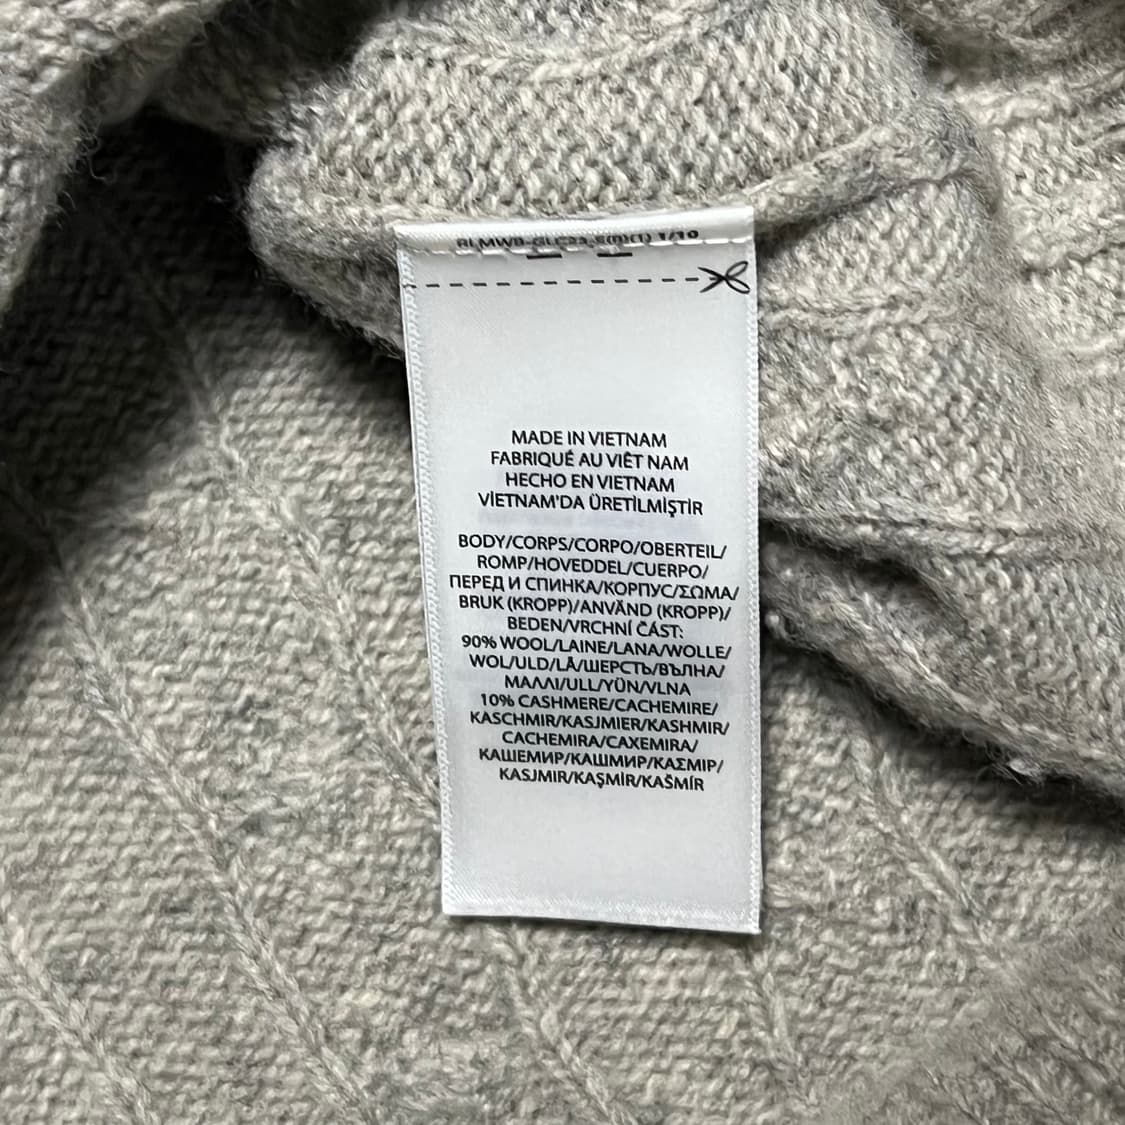 MADE IN VIETNAM
FABRIQUÉ AU VIÊT NAM
HECHO EN VIETNAM
VİETNAM'DA ÜRETİLMİŞTİR
BODY/CORPS/CORPO/OBERTEIL/
ROMP/HOVEDDEL/CUERPO/
ПЕРЕД И СПИНКА/КОРПУС/ΣΩΜΑ/
BRUK (KROPP)/ANVÄND (KROPP)/
BEDEN/VRCHNÍ ČÁST:
90% WOOL/LAINE/LANA/WOLLE/
WOL/ULD/LÃ/ШЕРСТЬ/ВЪЛНА/
ΜΑΛΛΙ/ULL/YÜN/VLNA
10% CASHMERE/CACHEMIRE/
KASCHMIR/KASJMIER/KASHMIR/
CACHEMIRA/CAXEMIRA/
КАШЕМИР/КАШМИР/ΚΑΣΜΙΡ/
KASJMIR/KAŞMİR/KAŠMÍR